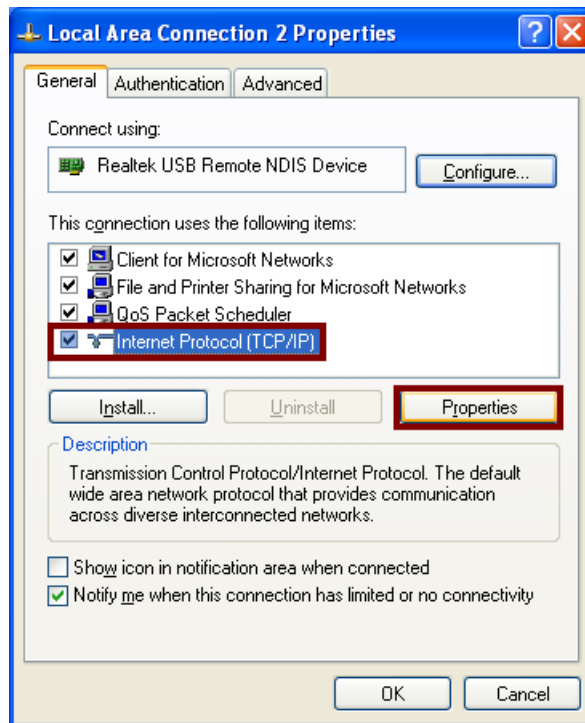 Local Area Connection 2 Properties
General Authentication Advanced
Connect using:
Realtek USB Remote NDIS Device Configure...
This connection uses the following items:
Client for Microsoft Networks
File and Printer Sharing for Microsoft Networks
QoS Packet Scheduler
Internet Protocol (TCP/IP)
Install... Uninstall Properties
Description
Transmission Control Protocol/Internet Protocol. The default
wide area network protocol that provides communication
across diverse interconnected networks.
Show icon in notification area when connected
Notify me when this connection has limited or no connectivity
OK Cancel